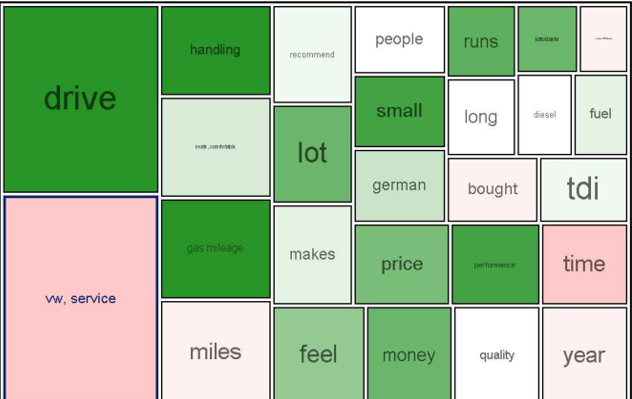 drive
vw, service
handling
gas mileage
miles
recommend
lot
makes
feel
people
small
german
price
money
runs
long
diesel
fuel
bought
tdi
performance
time
quality
year